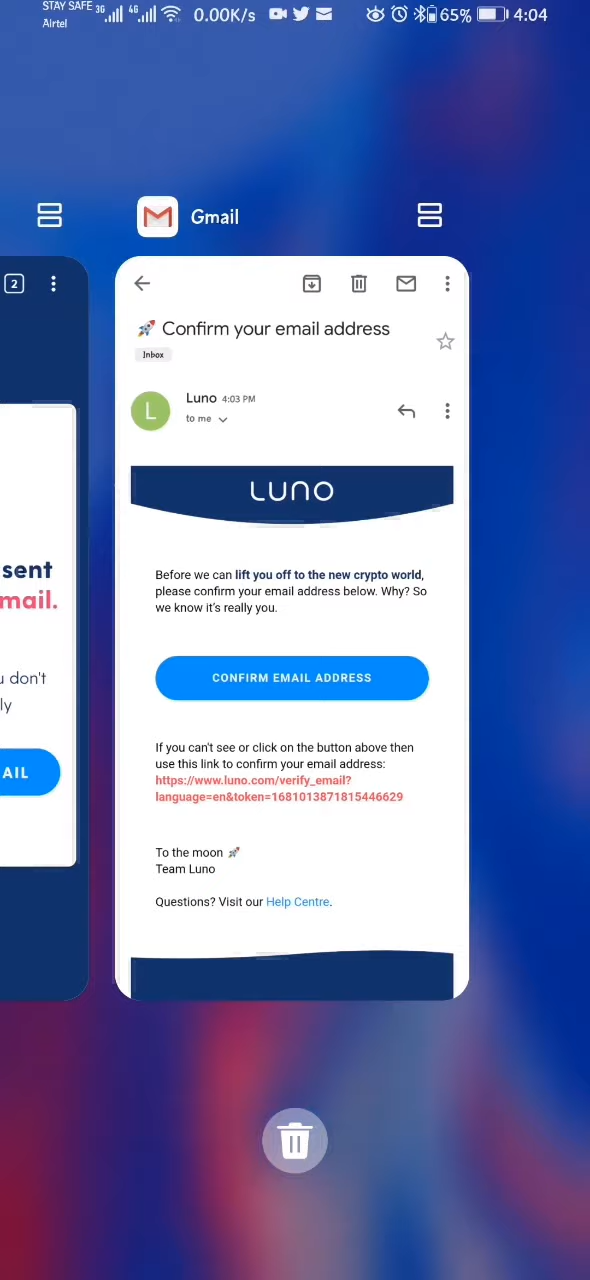 STAY SAFE 3G 4G 0.00K/s 65% 4:04
Airtel
Gmail
2
Confirm your email address
Inbox
L
Luno 4:03 PM
to me
LUNO
sent
mail.
Before we can lift you off to the new crypto world,
please confirm your email address below. Why? So
we know it's really you.
u don't
ly
CONFIRM EMAIL ADDRESS
AIL
If you can't see or click on the button above then
use this link to confirm your email address:
https://www.luno.com/verify_email?
language=en&token=1681013871815446629
To the moon 🚀
Team Luno
Questions? Visit our Help Centre.